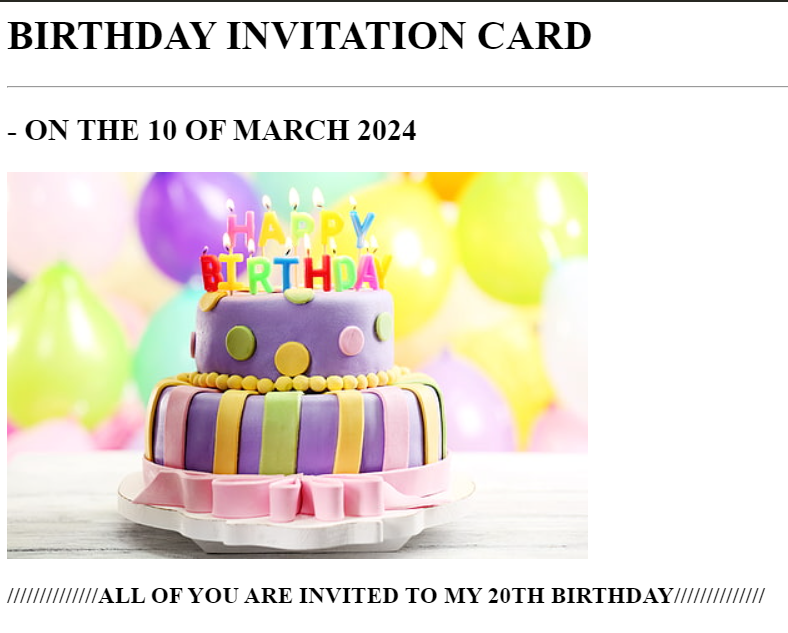 BIRTHDAY INVITATION CARD
- ON THE 10 OF MARCH 2024
HAPPY
BIRTHDAY
//////////////ALL OF YOU ARE INVITED TO MY 20TH BIRTHDAY//////////////